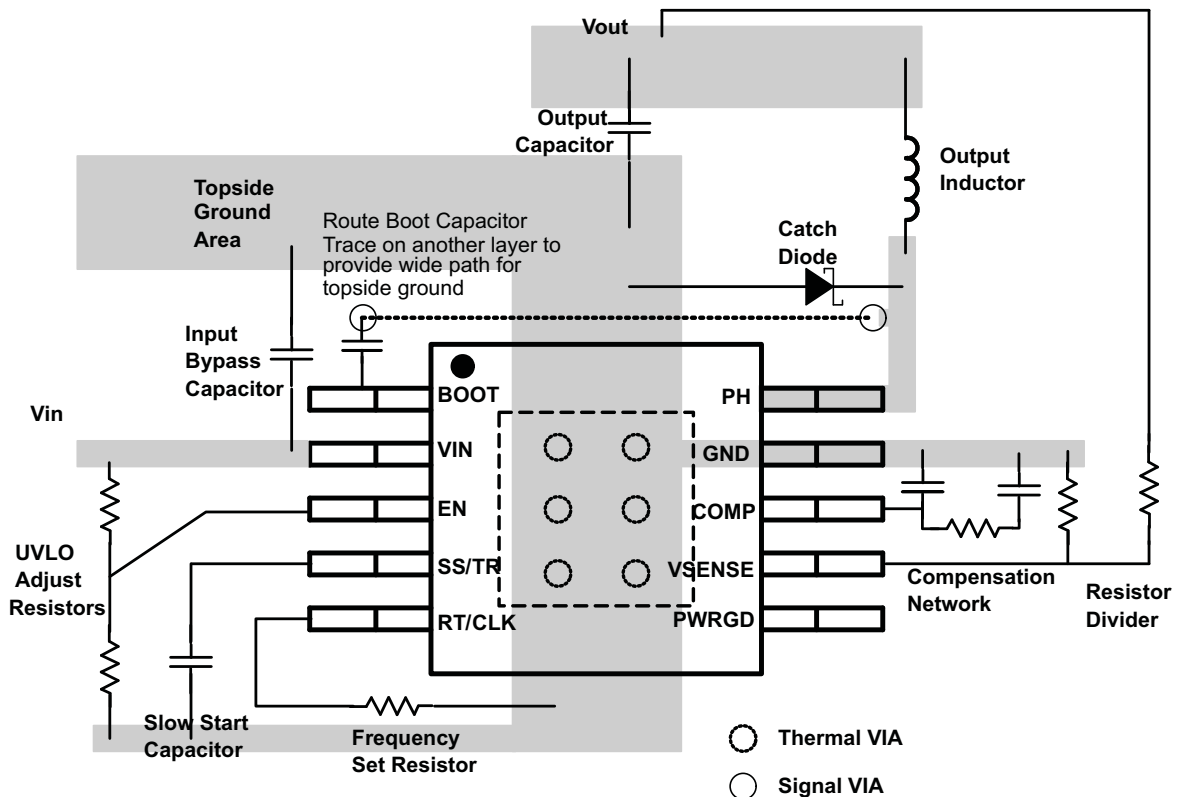 Vout
Output
Capacitor
Output
Inductor
Topside
Ground
Area
Route Boot Capacitor
Trace on another layer to
provide wide path for
topside ground
Catch
Diode
Input
Bypass
Capacitor
Vin
BOOT
VIN
EN
SS/TR
RT/CLK
PH
GND
COMP
VSENSE
PWRGD
UVLO
Adjust
Resistors
Compensation
Network
Resistor
Divider
Slow Start
Capacitor
Frequency
Set Resistor
Thermal VIA
Signal VIA